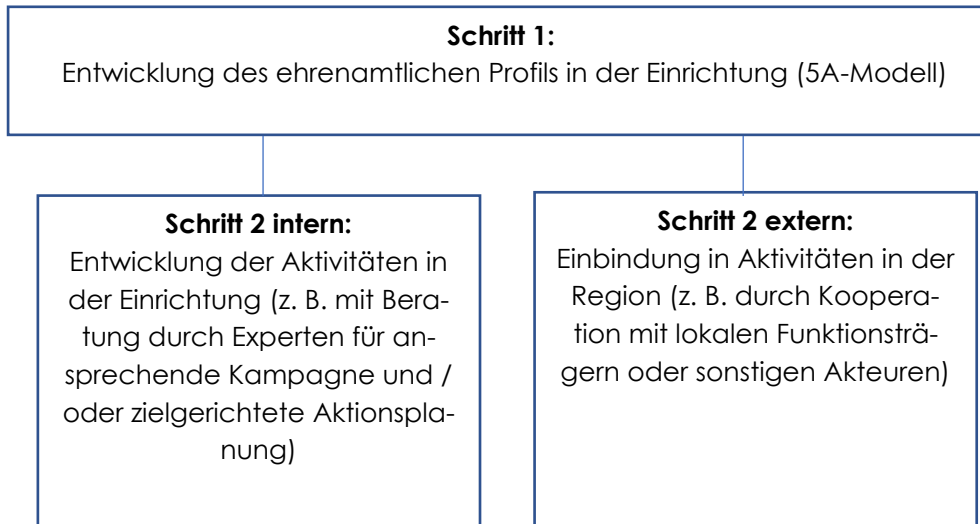 Schritt 1:
Entwicklung des ehrenamtlichen Profils in der Einrichtung (5A-Modell)
Schritt 2 intern:
Entwicklung der Aktivitäten in
der Einrichtung (z. B. mit Bera-
tung durch Experten für an-
sprechende Kampagne und /
oder zielgerichtete Aktionspla-
nung)
Schritt 2 extern:
Einbindung in Aktivitäten in der
Region (z. B. durch Koopera-
tion mit lokalen Funktionsträ-
gern oder sonstigen Akteuren)